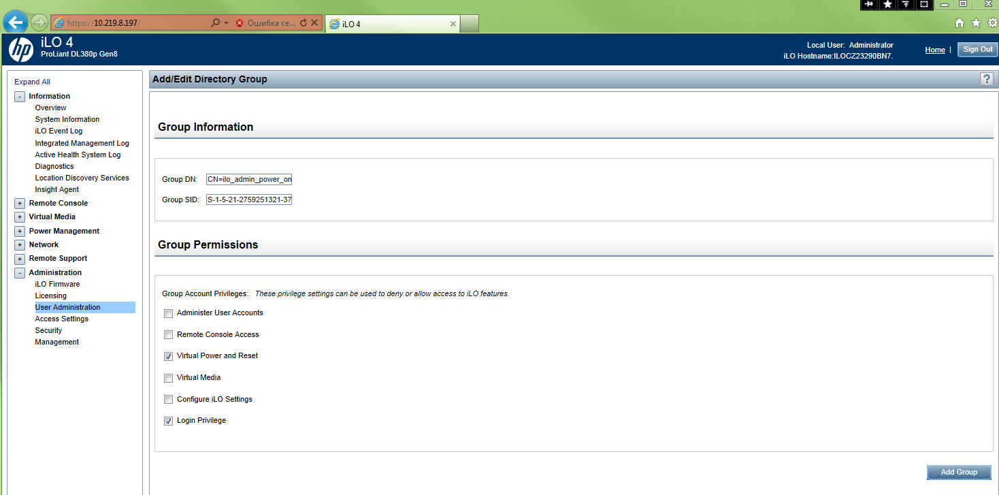 https://10.219.8.197/
Ошибка се...
iLO 4
hp
iLO 4
ProLiant DL380p Gen8
Local User: Administrator
iLO Hostname:ILOCZ23290BN7.
Home |
Sign Out
Expand All
- Information
Overview
System Information
iLO Event Log
Integrated Management Log
Active Health System Log
Diagnostics
Location Discovery Services
Insight Agent
+ Remote Console
+ Virtual Media
+ Power Management
+ Network
+ Remote Support
- Administration
iLO Firmware
Licensing
User Administration
Access Settings
Security
Management
Add/Edit Directory Group
?
Group Information
Group DN: CN=ilo_admin_power_on
Group SID: S-1-5-21-2759251321-37
Group Permissions
Group Account Privileges: These privilege settings can be used to deny or allow access to iLO features.
Administer User Accounts
Remote Console Access
Virtual Power and Reset
Virtual Media
Configure iLO Settings
Login Privilege
Add Group